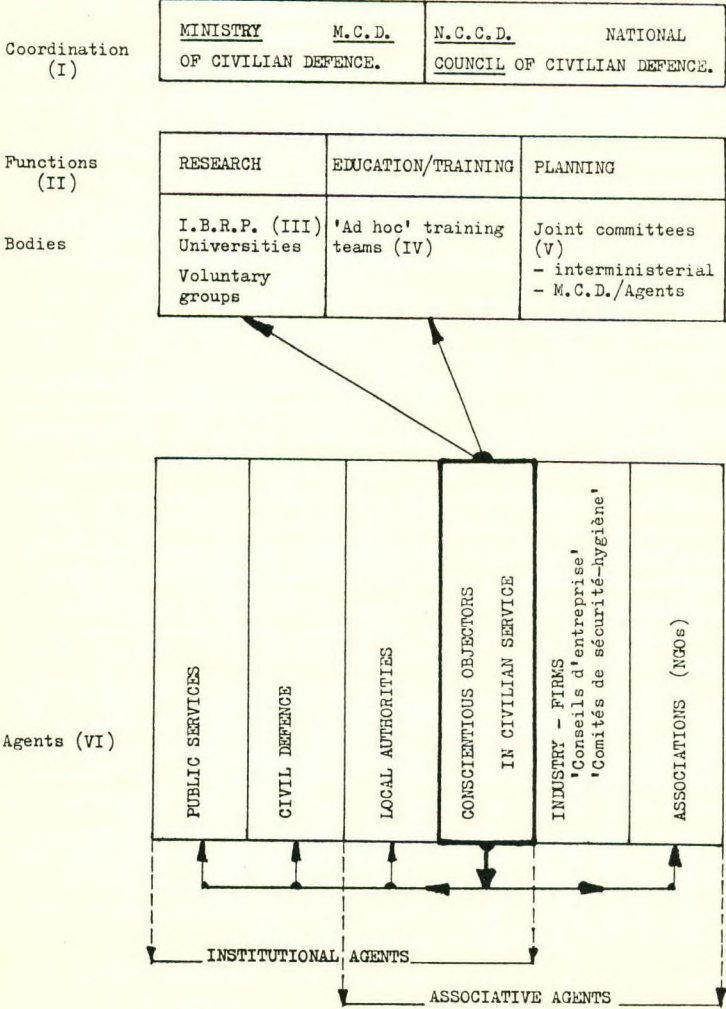 Coordination
(I)
MINISTRY M.C.D.
OF CIVILIAN DEFENCE.
N.C.C.D. NATIONAL
COUNCIL OF CIVILIAN DEFENCE.
Functions
(II)
RESEARCH
EDUCATION/TRAINING
PLANNING
Bodies
I.B.R.P. (III)
Universities
Voluntary
groups
'Ad hoc' training
teams (IV)
Joint committees
(V)
- interministerial
- M.C.D./Agents
Agents (VI)
PUBLIC SERVICES
CIVIL DEFENCE
LOCAL AUTHORITIES
CONSCIENTIOUS OBJECTORS
IN CIVILIAN SERVICE
INDUSTRY - FIRMS
'Conseils d'entreprise'
'Comités de sécurité-hygiène'
ASSOCIATIONS (NGOs)
INSTITUTIONAL AGENTS
ASSOCIATIVE AGENTS